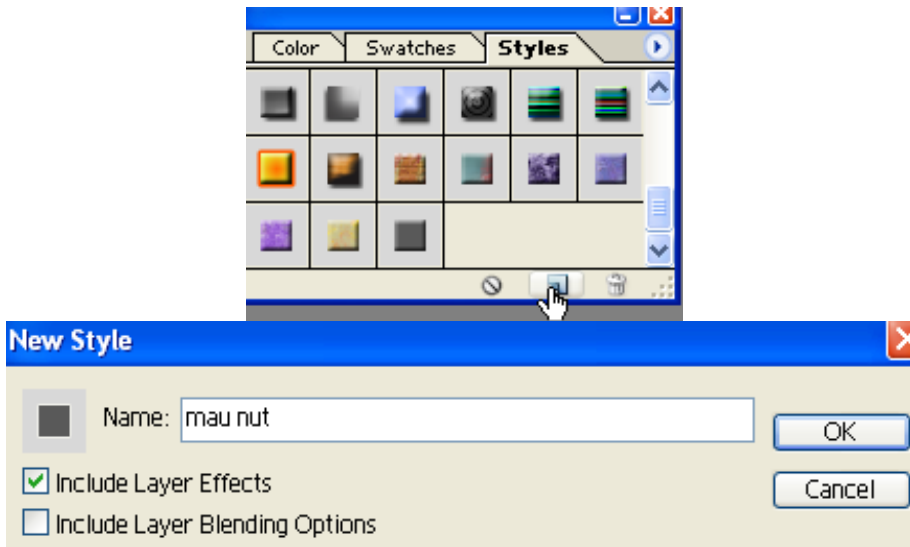 Color Swatches Styles
New Style
Name: mau nut
OK
Include Layer Effects
Cancel
Include Layer Blending Options